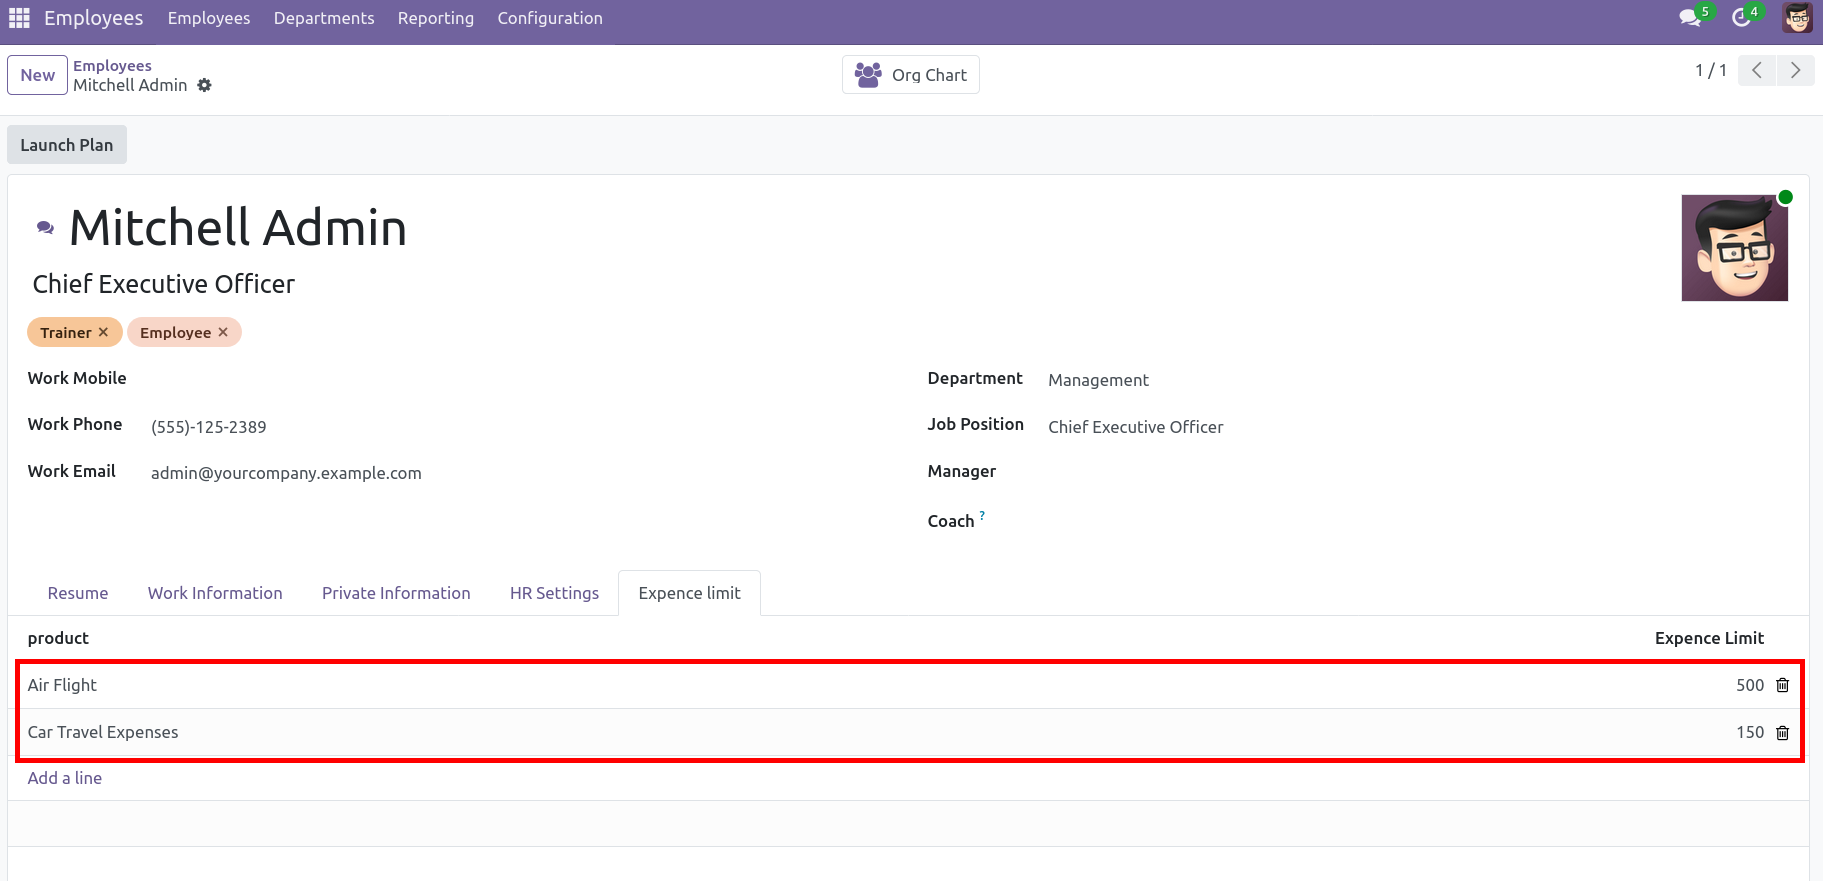 Employees Employees Departments Reporting Configuration 5 4
New Employees
Mitchell Admin
Org Chart
1 / 1
Launch Plan
Mitchell Admin
Chief Executive Officer
Trainer × Employee ×
Work Mobile
Department Management
Work Phone (555)-125-2389
Job Position Chief Executive Officer
Work Email admin@yourcompany.example.com
Manager
Coach ?
Resume Work Information Private Information HR Settings Expence limit
product Expence Limit
Air Flight 500
Car Travel Expenses 150
Add a line